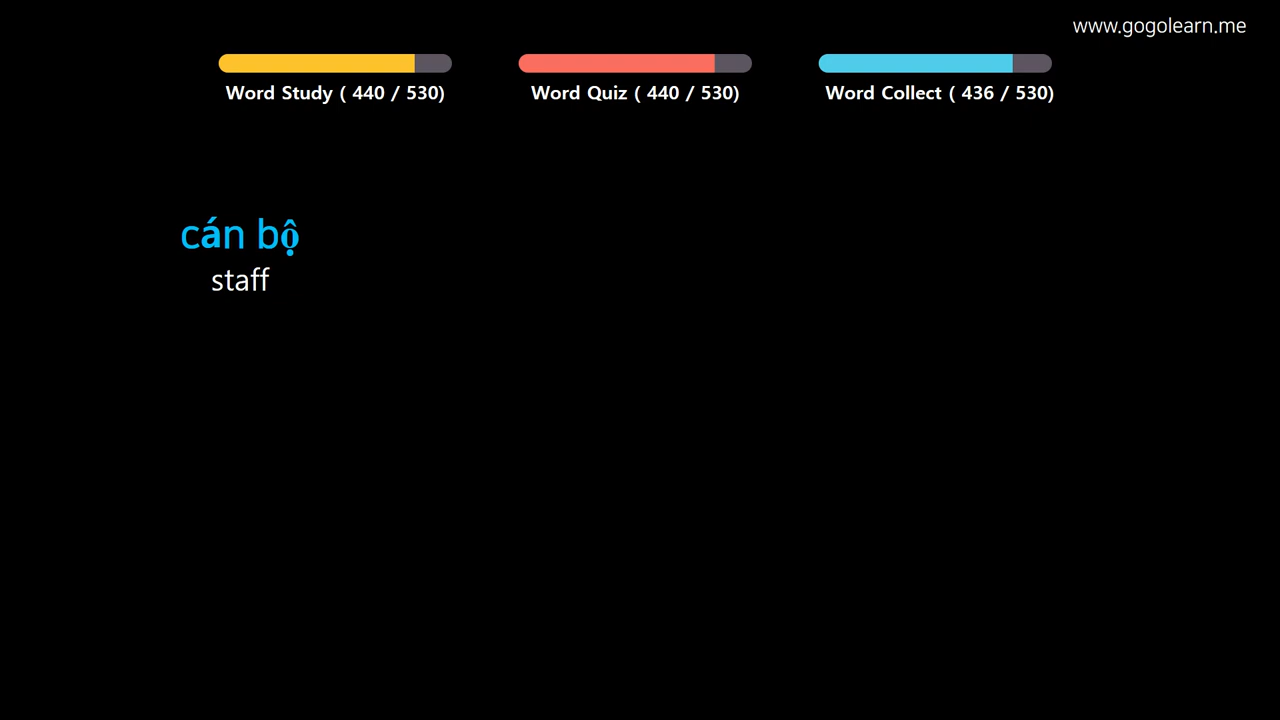 www.gogolearn.me
Word Study ( 440 / 530)
Word Quiz ( 440 / 530)
Word Collect ( 436 / 530)
cán bộ
staff